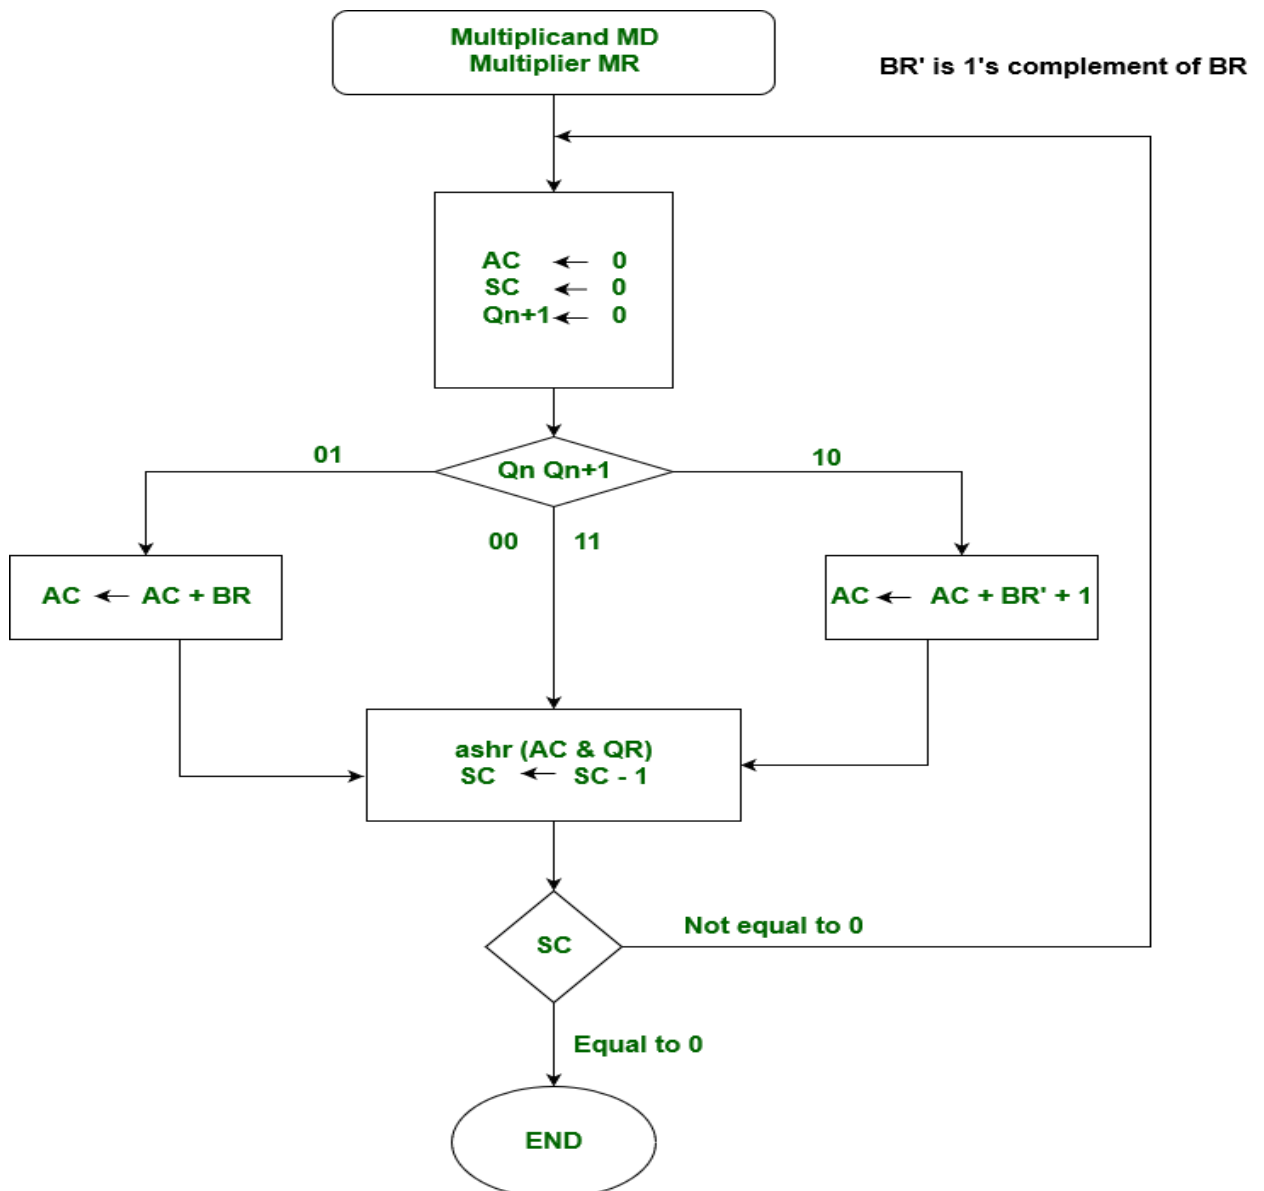 Multiplicand MD
Multiplier MR
BR' is 1's complement of BR
AC ← 0
SC ← 0
Qn+1 ← 0
01
Qn Qn+1
10
00
11
AC ← AC + BR
AC ← AC + BR' + 1
ashr (AC & QR)
SC ← SC - 1
SC
Not equal to 0
Equal to 0
END